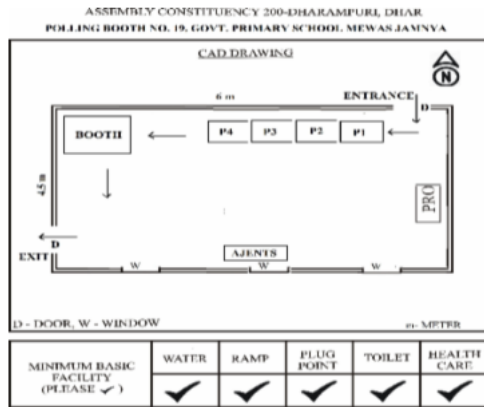 ASSEMBLY CONSTITUENCY 200-DHARAMPURI, DHAR
POLLING BOOTH NO. 19. GOVT. PRIMARY SCHOOL MEWAS JAMNYA
CAD DRAWING
N
6 m
ENTRANCE
D
BOOTH
P4
P3
P2
P1
4.5 m
PRO
D
EXIT
AJENTS
W
W
W
D - DOOR, W - WINDOW
m- METER
MINIMUM BASIC FACILITY (PLEASE ✓)
WATER
RAMP
PLUG POINT
TOILET
HEALTH CARE